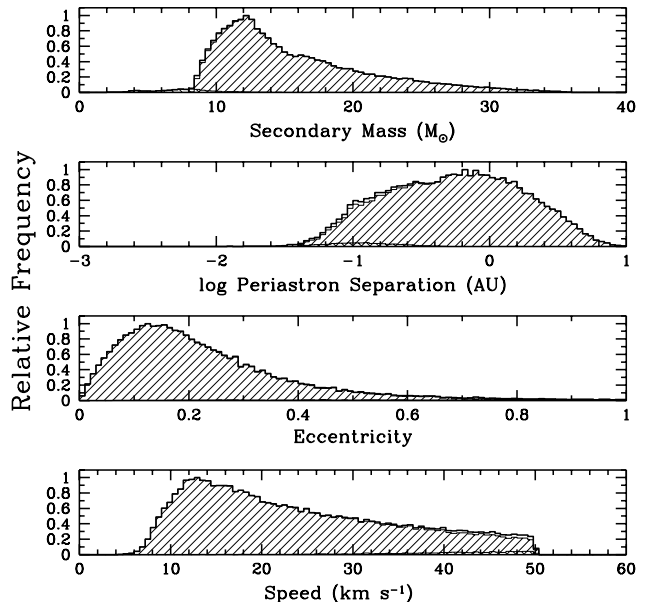 1
0.8
0.6
0.4
0.2
0
0 10 20 30 40
Secondary Mass (M⊙)
1
0.8
0.6
0.4
0.2
0
−3 −2 −1 0 1
log Periastron Separation (AU)
Relative Frequency
1
0.8
0.6
0.4
0.2
0
0 0.2 0.4 0.6 0.8 1
Eccentricity
1
0.8
0.6
0.4
0.2
0
0 10 20 30 40 50 60
Speed (km s⁻¹)